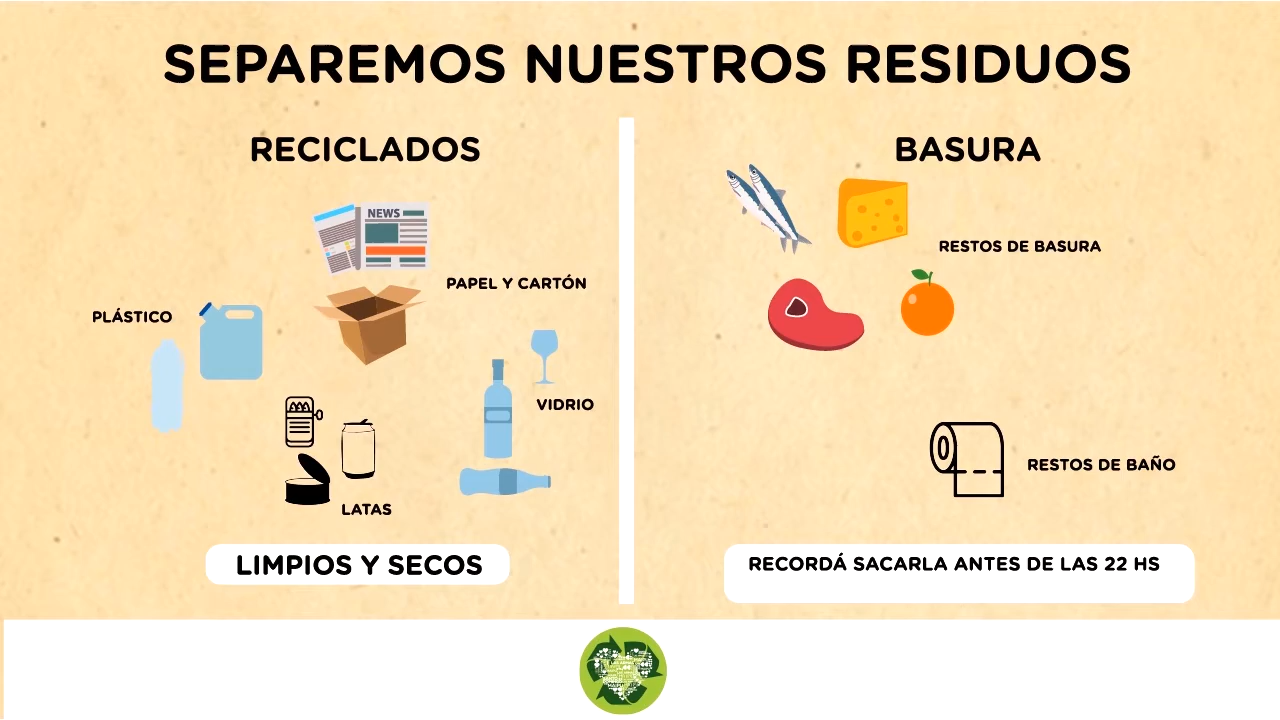 SEPAREMOS NUESTROS RESIDUOS
RECICLADOS
NEWS
PAPEL Y CARTÓN
PLÁSTICO
VIDRIO
LATAS
LIMPIOS Y SECOS
BASURA
RESTOS DE BASURA
RESTOS DE BAÑO
RECORDÁ SACARLA ANTES DE LAS 22 HS